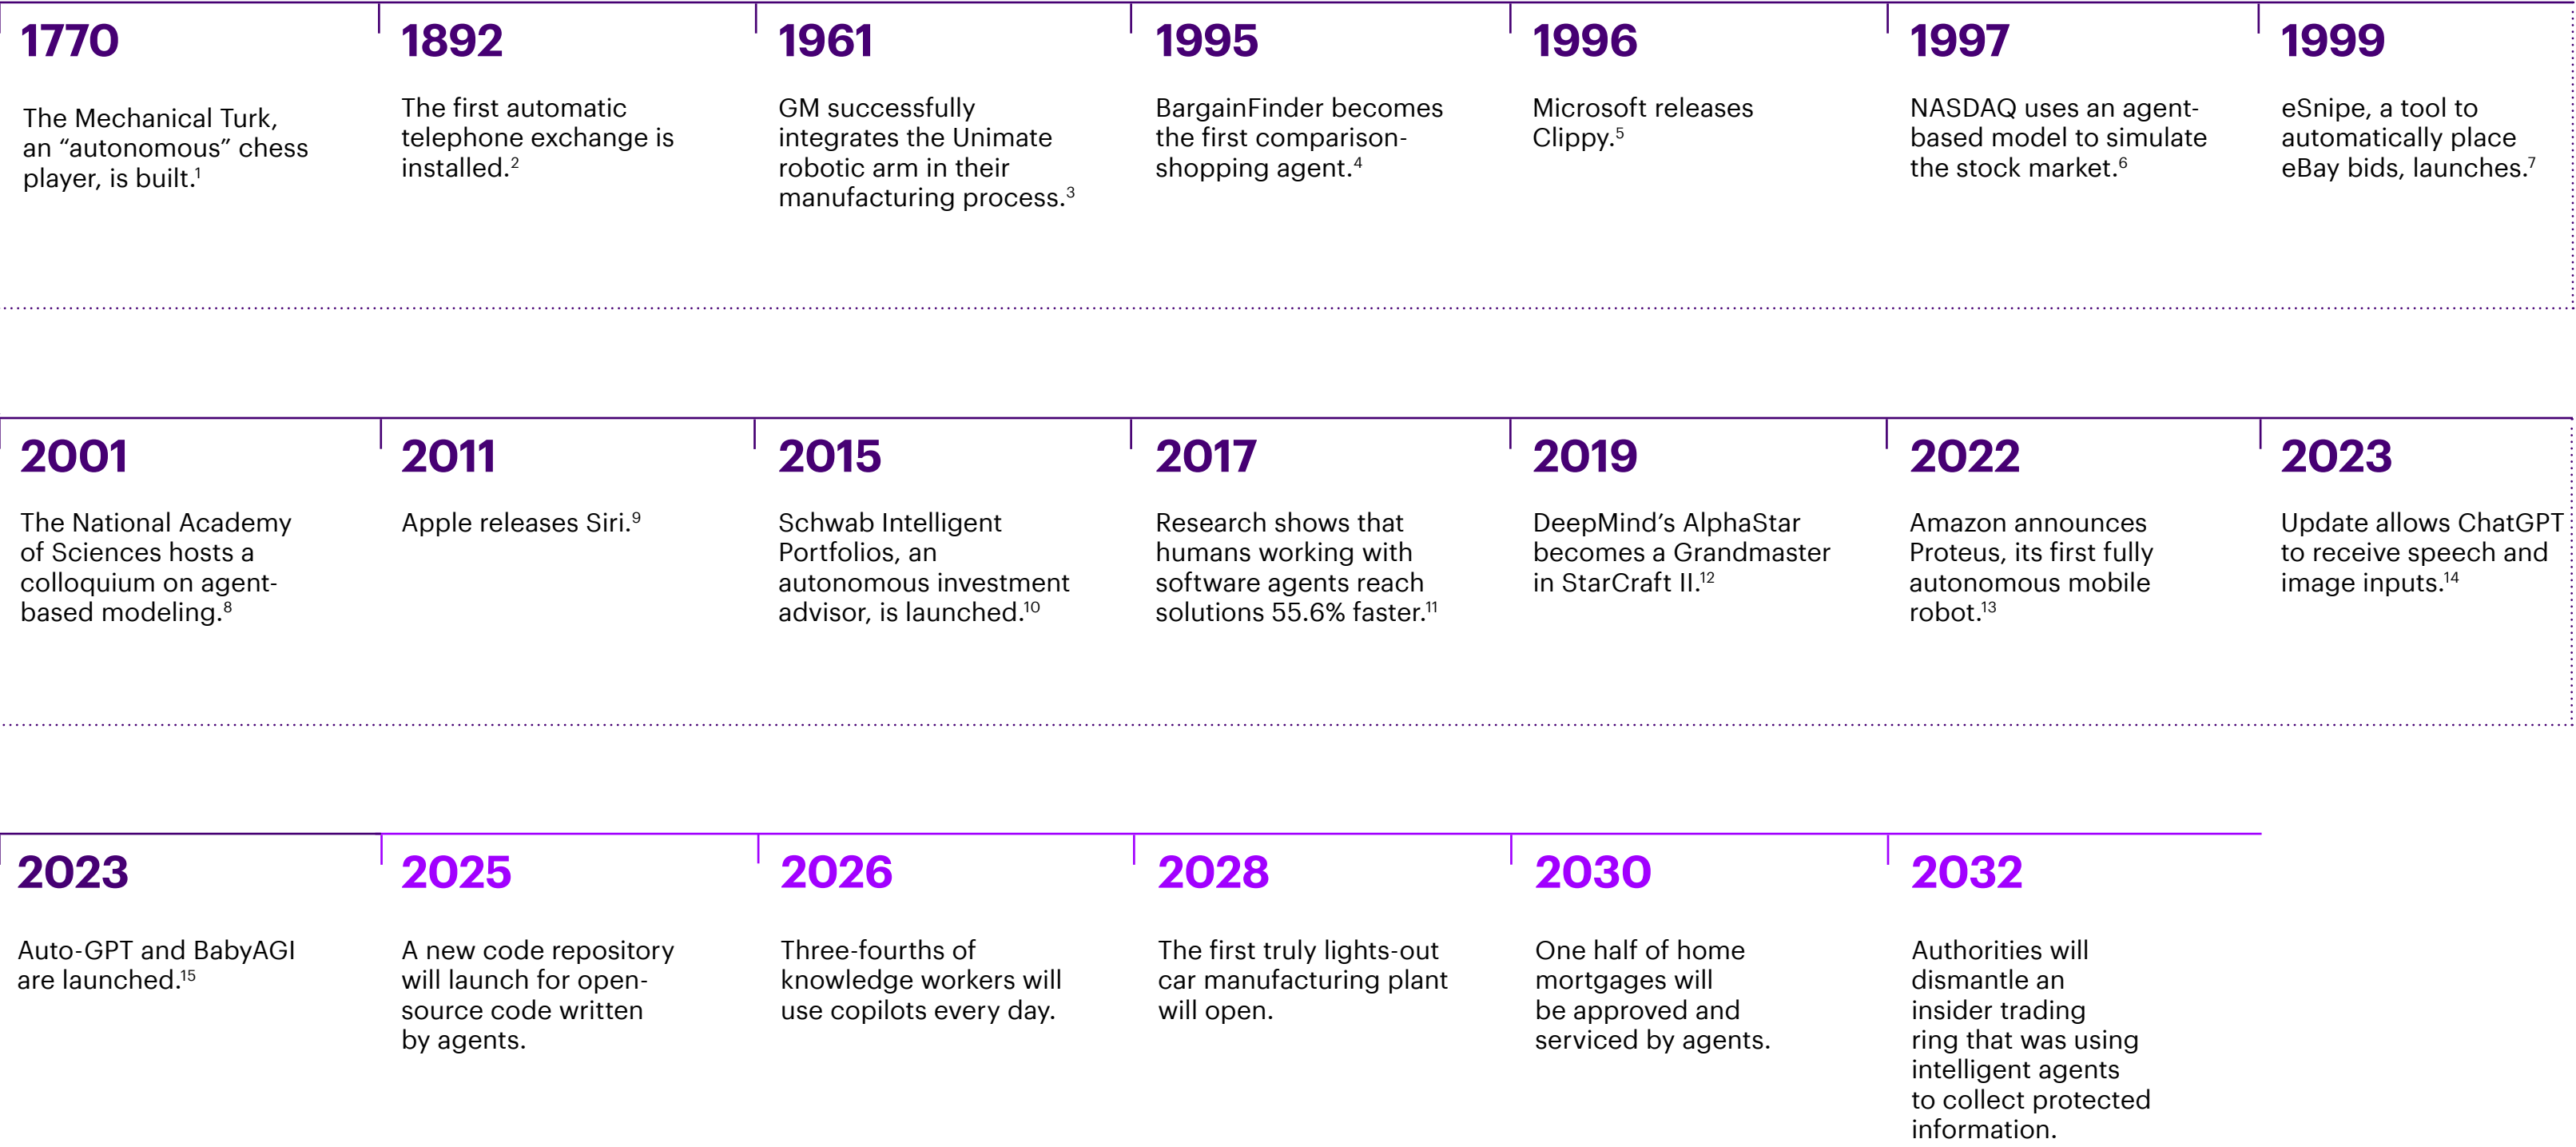 1770
The Mechanical Turk,
an “autonomous” chess
player, is built.¹
1892
The first automatic
telephone exchange is
installed.²
1961
GM successfully
integrates the Unimate
robotic arm in their
manufacturing process.³
1995
BargainFinder becomes
the first comparison-
shopping agent.⁴
1996
Microsoft releases
Clippy.⁵
1997
NASDAQ uses an agent-
based model to simulate
the stock market.⁶
1999
eSnipe, a tool to
automatically place
eBay bids, launches.⁷
2001
The National Academy
of Sciences hosts a
colloquium on agent-
based modeling.⁸
2011
Apple releases Siri.⁹
2015
Schwab Intelligent
Portfolios, an
autonomous investment
advisor, is launched.¹⁰
2017
Research shows that
humans working with
software agents reach
solutions 55.6% faster.¹¹
2019
DeepMind’s AlphaStar
becomes a Grandmaster
in StarCraft II.¹²
2022
Amazon announces
Proteus, its first fully
autonomous mobile
robot.¹³
2023
Update allows ChatGPT
to receive speech and
image inputs.¹⁴
2023
Auto-GPT and BabyAGI
are launched.¹⁵
2025
A new code repository
will launch for open-
source code written
by agents.
2026
Three-fourths of
knowledge workers will
use copilots every day.
2028
The first truly lights-out
car manufacturing plant
will open.
2030
One half of home
mortgages will
be approved and
serviced by agents.
2032
Authorities will
dismantle an
insider trading
ring that was using
intelligent agents
to collect protected
information.